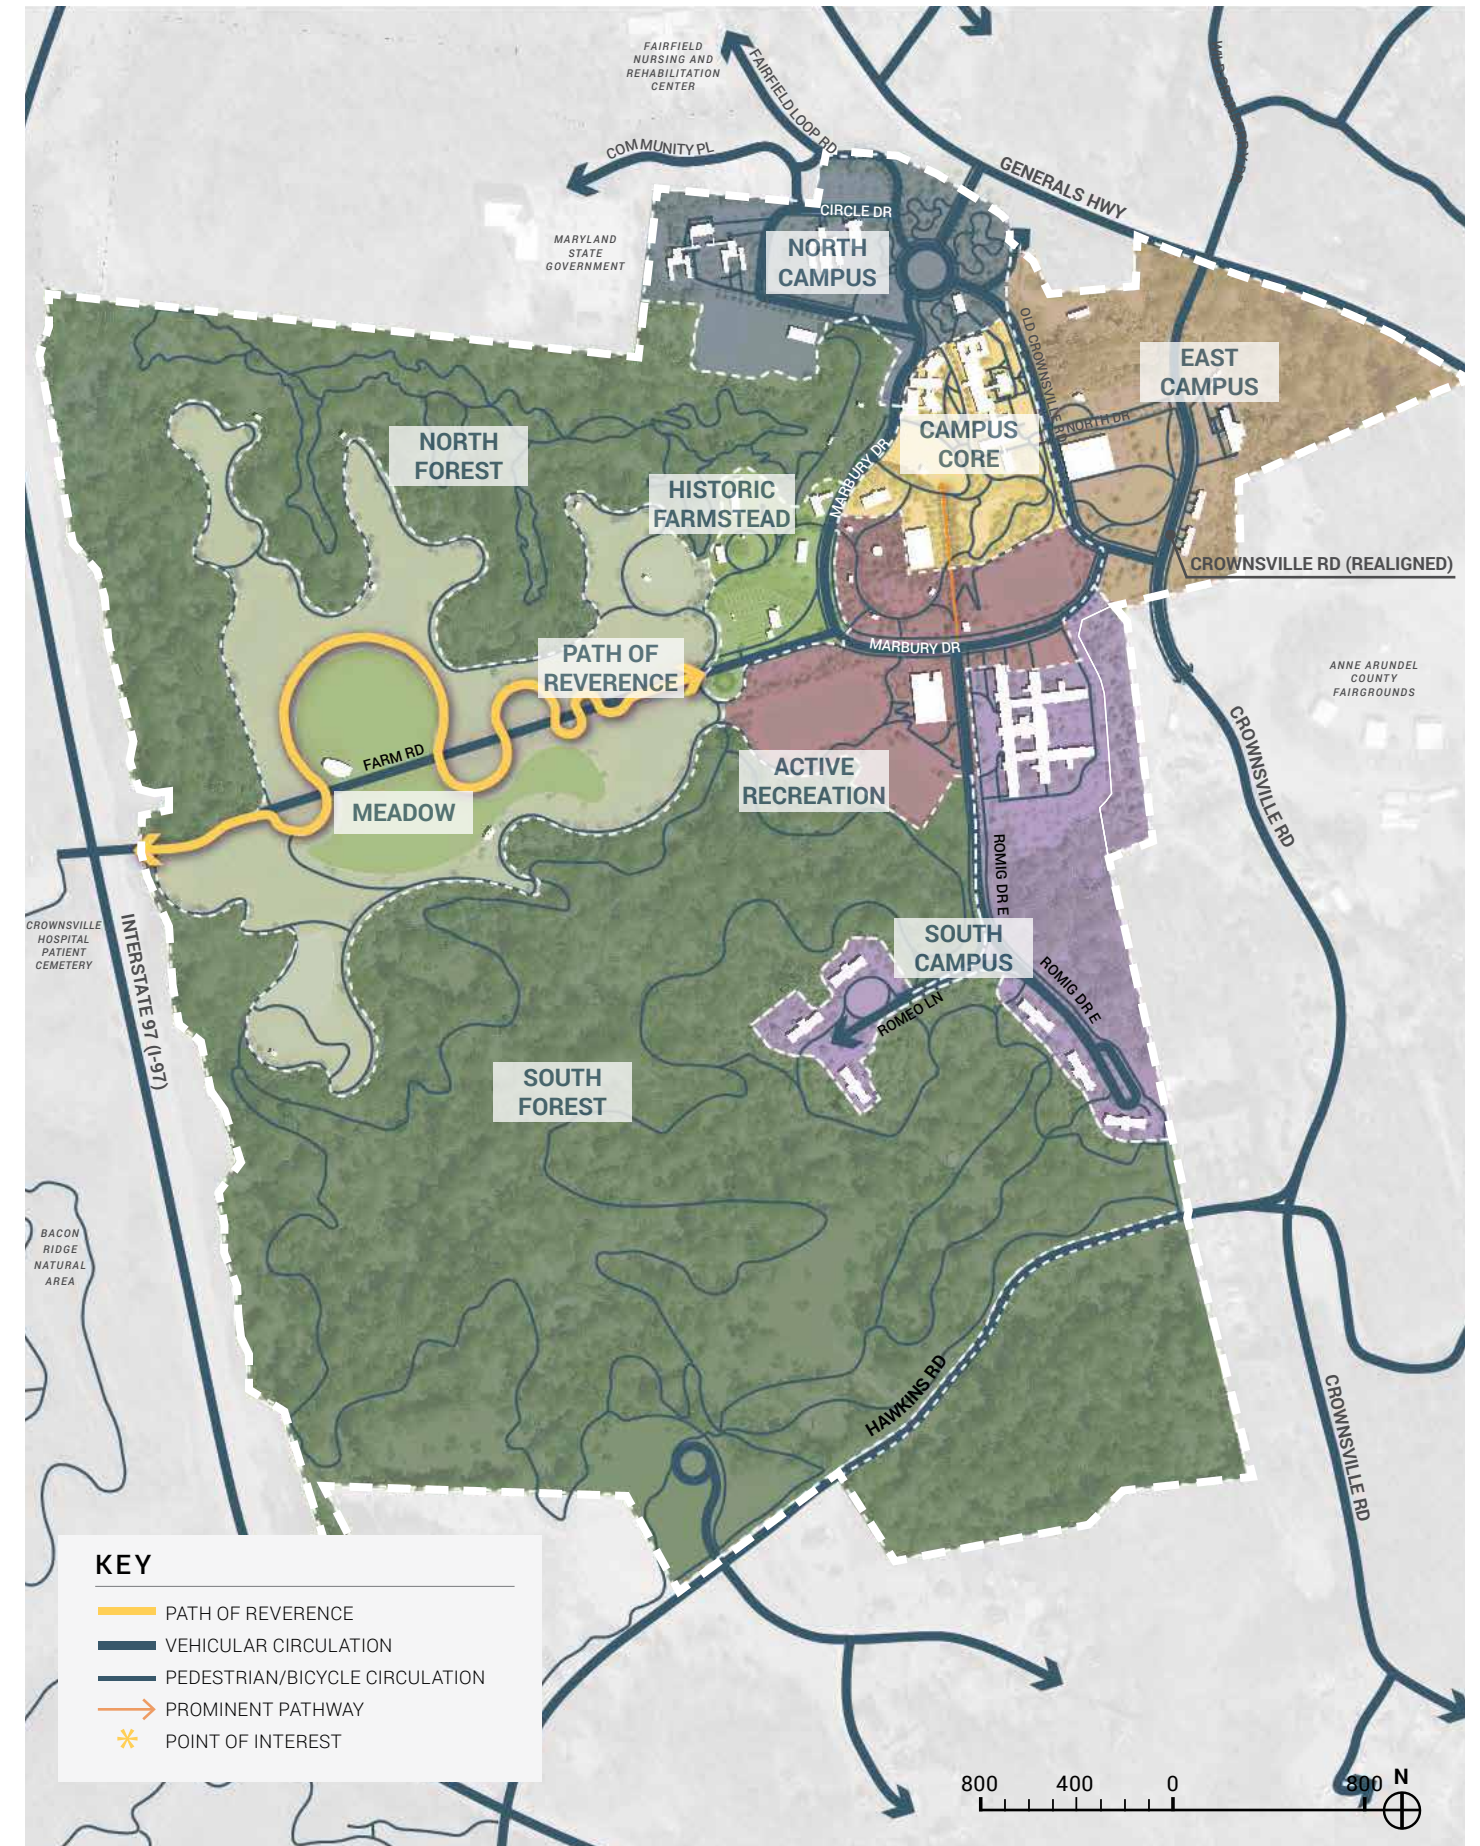 FAIRFIELD
NURSING AND
REHABILITATION
CENTER
FAIRFIELD LOOP RD
COMMUNITY PL
GENERALS HWY
CIRCLE DR
MARYLAND
STATE
GOVERNMENT
NORTH
CAMPUS
OLD CROWNSVILLE
EAST
CAMPUS
NORTH DR
CAMPUS
CORE
NORTH
FOREST
MARBURY DR
HISTORIC
FARMSTEAD
CROWNSVILLE RD (REALIGNED)
MARBURY DR
PATH OF
REVERENCE
ANNE ARUNDEL
COUNTY
FAIRGROUNDS
CROWNSVILLE RD
FARM RD
ACTIVE
RECREATION
MEADOW
ROMIG DR E
CROWNSVILLE
HOSPITAL
PATIENT
CEMETERY
INTERSTATE 97 (I-97)
SOUTH
CAMPUS
ROMIG DR E
ROMEO LN
SOUTH
FOREST
BACON
RIDGE
NATURAL
AREA
HAWKINS RD
CROWNSVILLE RD
KEY
PATH OF REVERENCE
VEHICULAR CIRCULATION
PEDESTRIAN/BICYCLE CIRCULATION
PROMINENT PATHWAY
POINT OF INTEREST
800 400 0 800 N